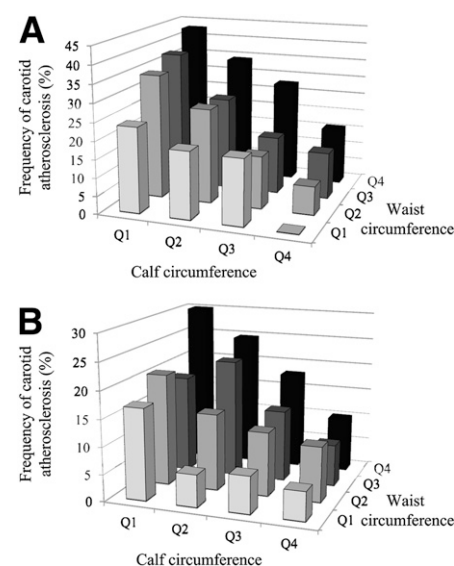 A
Frequency of carotid
atherosclerosis (%)
45
40
35
30
25
20
15
10
5
0
Q1
Q2
Q3
Q4
Calf circumference
Q4
Q3
Q2
Q1
Waist
circumference
B
Frequency of carotid
atherosclerosis (%)
30
25
20
15
10
5
0
Q1
Q2
Q3
Q4
Calf circumference
Q4
Q3
Q2
Q1
Waist
circumference